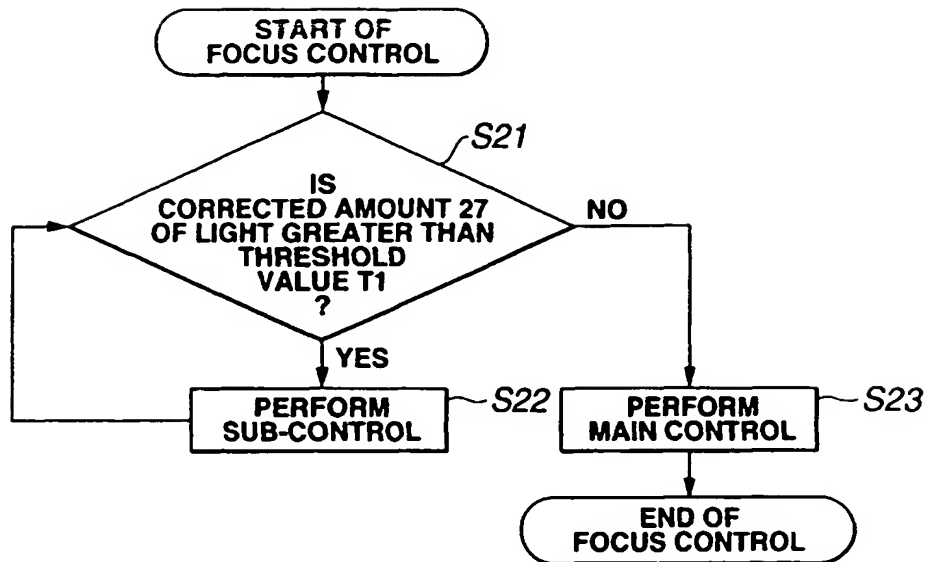 START OF
FOCUS CONTROL
S21
IS
CORRECTED AMOUNT 27
OF LIGHT GREATER THAN
THRESHOLD
VALUE T1
?
NO
YES
PERFORM
SUB-CONTROL
S22
PERFORM
MAIN CONTROL
S23
END OF
FOCUS CONTROL